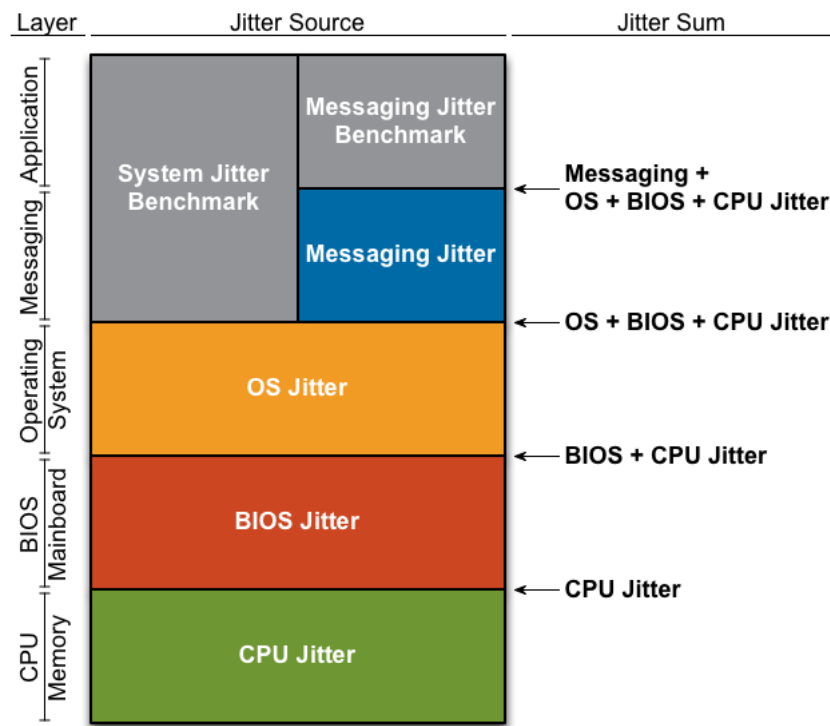 Layer
Jitter Source
Jitter Sum
Application
Messaging
Operating
System
BIOS
Mainboard
CPU
Memory
System Jitter
Benchmark
Messaging Jitter
Benchmark
Messaging Jitter
OS Jitter
BIOS Jitter
CPU Jitter
Messaging +
OS + BIOS + CPU Jitter
OS + BIOS + CPU Jitter
BIOS + CPU Jitter
CPU Jitter